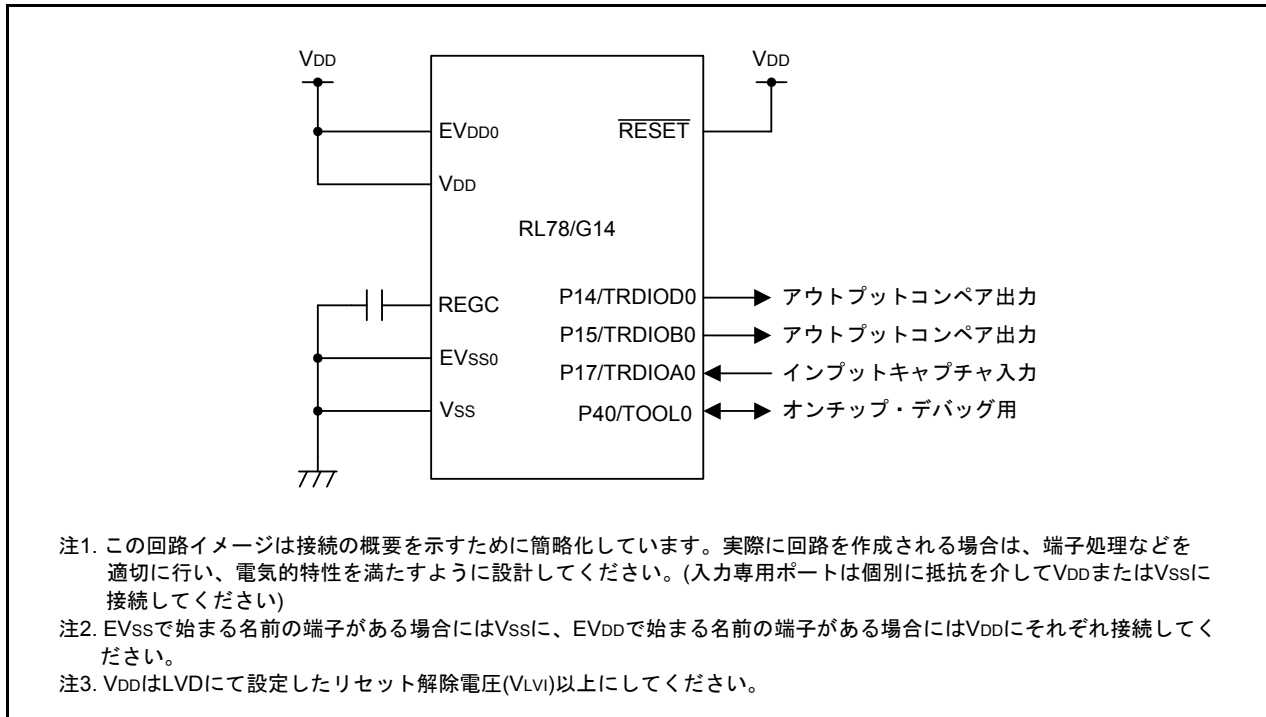 VDD
VDD
EVDD0
RESET
VDD
RL78/G14
REGC
P14/TRDIOD0
アウトプットコンペア出力
P15/TRDIOB0
アウトプットコンペア出力
EVSS0
P17/TRDIOA0
インプットキャプチャ入力
VSS
P40/TOOL0
オンチップ・デバッグ用
注1. この回路イメージは接続の概要を示すために簡略化しています。実際に回路を作成される場合は、端子処理などを
適切に行い、電気的特性を満たすように設計してください。(入力専用ポートは個別に抵抗を介してVDDまたはVSSに
接続してください)
注2. EVSSで始まる名前の端子がある場合にはVSSに、EVDDで始まる名前の端子がある場合にはVDDにそれぞれ接続してく
ださい。
注3. VDDはLVDにて設定したリセット解除電圧(VLVI)以上にしてください。